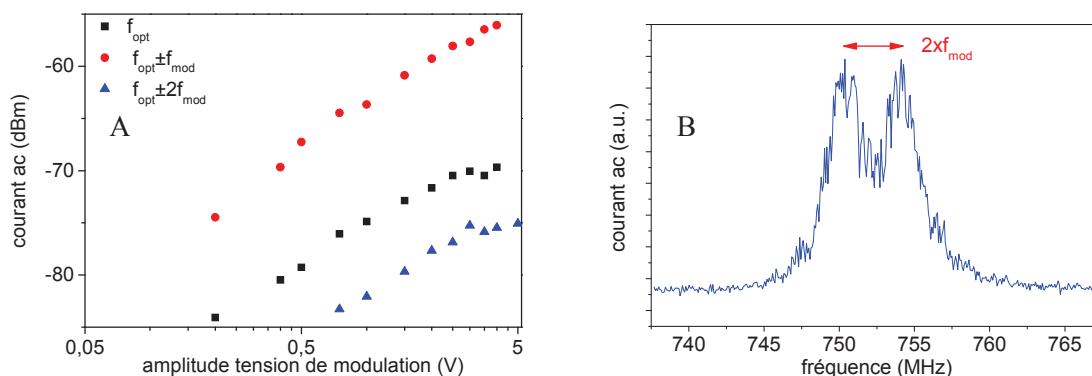 f_opt
f_opt±f_mod
f_opt±2f_mod
A
-60
-70
-80
courant ac (dBm)
0,05 0,5 5
amplitude tension de modulation (V)
2xf_mod
B
courant ac (a.u.)
740 745 750 755 760 765
fréquence (MHz)